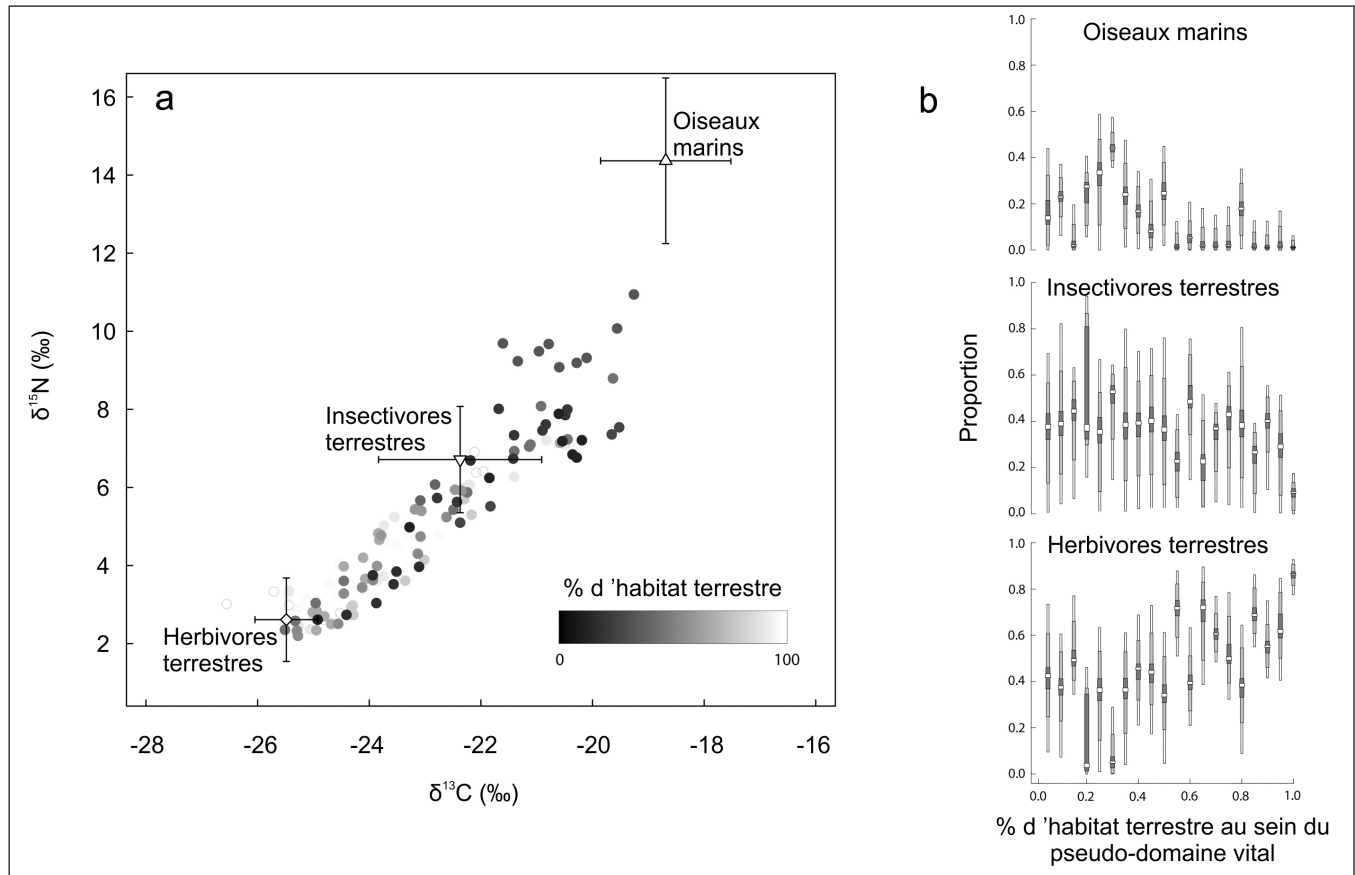 a
Oiseaux
marins
Insectivores
terrestres
Herbivores
terrestres
% d 'habitat terrestre
0 100
16
14
12
10
8
6
4
2
δ15N (‰)
-28 -26 -24 -22 -20 -18 -16
δ13C (‰)
b
Oiseaux marins
1.0
0.8
0.6
0.4
0.2
0.0
Insectivores terrestres
1.0
0.8
0.6
0.4
0.2
0.0
Herbivores terrestres
1.0
0.8
0.6
0.4
0.2
0.0
Proportion
0.0 0.2 0.4 0.6 0.8 1.0
% d 'habitat terrestre au sein du
pseudo-domaine vital